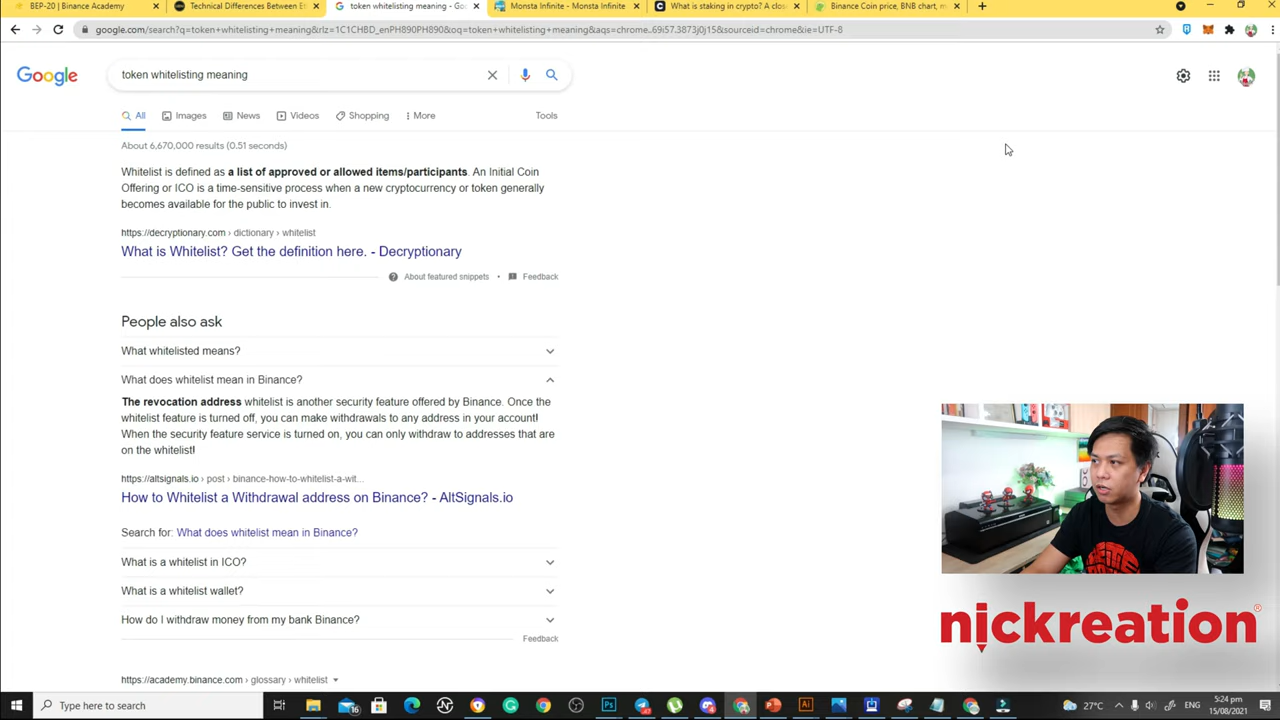 BEP-20 | Binance Academy
Technical Differences Between Et
token whitelisting meaning - Goo
Monsta Infinite - Monsta Infinite
What is staking in crypto? A clos
Binance Coin price, BNB chart, m
google.com/search?q=token+whitelisting+meaning&rlz=1C1CHBD_enPH890PH890&oq=token+whitelisting+meaning&aqs=chrome..69i57.3873j0j15&sourceid=chrome&ie=UTF-8
Google
token whitelisting meaning
All
Images
News
Videos
Shopping
More
Tools
About 6,670,000 results (0.51 seconds)
Whitelist is defined as a list of approved or allowed items/participants. An Initial Coin
Offering or ICO is a time-sensitive process when a new cryptocurrency or token generally
becomes available for the public to invest in.
https://decryptionary.com › dictionary › whitelist
What is Whitelist? Get the definition here. - Decryptionary
About featured snippets • Feedback
People also ask
What whitelisted means?
What does whitelist mean in Binance?
The revocation address whitelist is another security feature offered by Binance. Once the
whitelist feature is turned off, you can make withdrawals to any address in your account!
When the security feature service is turned on, you can only withdraw to addresses that are
on the whitelist!
https://altsignals.io › post › binance-how-to-whitelist-a-wit...
How to Whitelist a Withdrawal address on Binance? - AltSignals.io
Search for: What does whitelist mean in Binance?
What is a whitelist in ICO?
What is a whitelist wallet?
How do I withdraw money from my bank Binance?
Feedback
https://academy.binance.com › glossary › whitelist
nickreation®
Type here to search
27°C
5:24 pm
15/08/2021